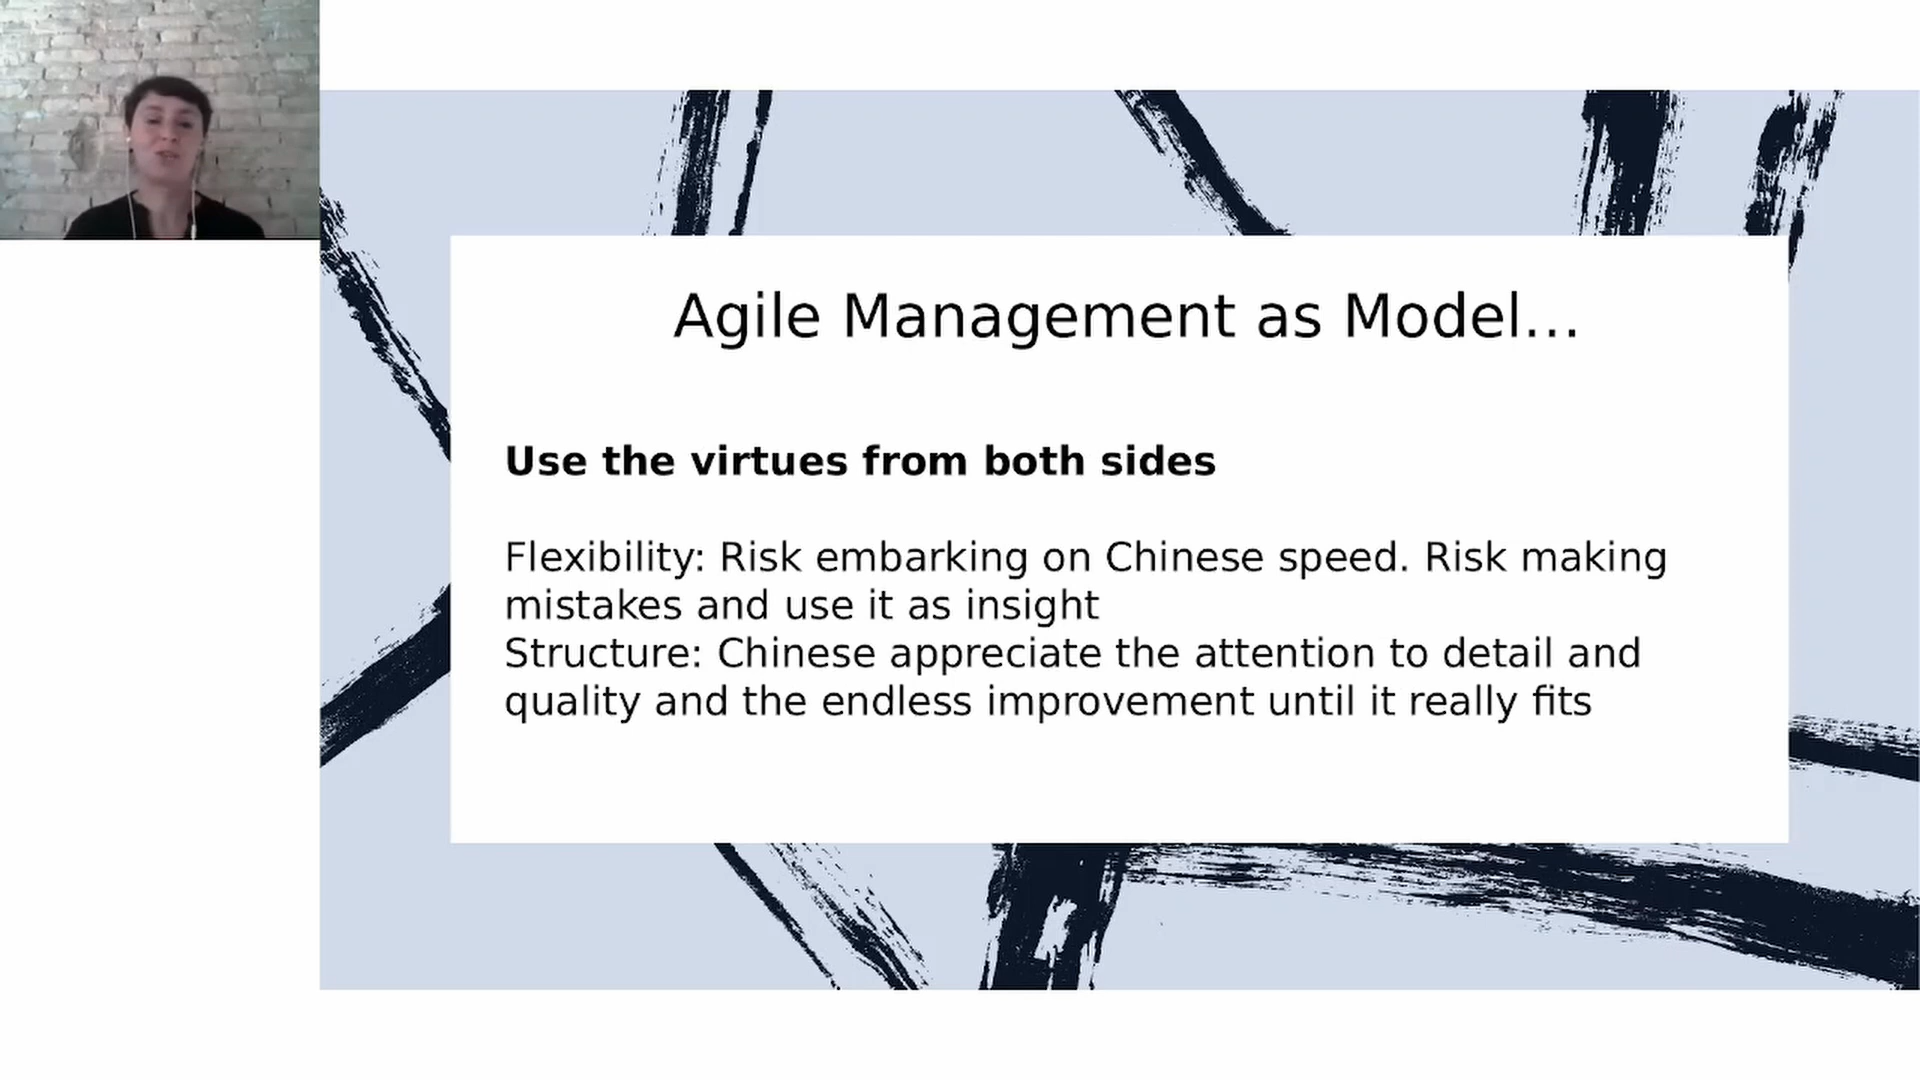 Agile Management as Model...
Use the virtues from both sides
Flexibility: Risk embarking on Chinese speed. Risk making
mistakes and use it as insight
Structure: Chinese appreciate the attention to detail and
quality and the endless improvement until it really fits